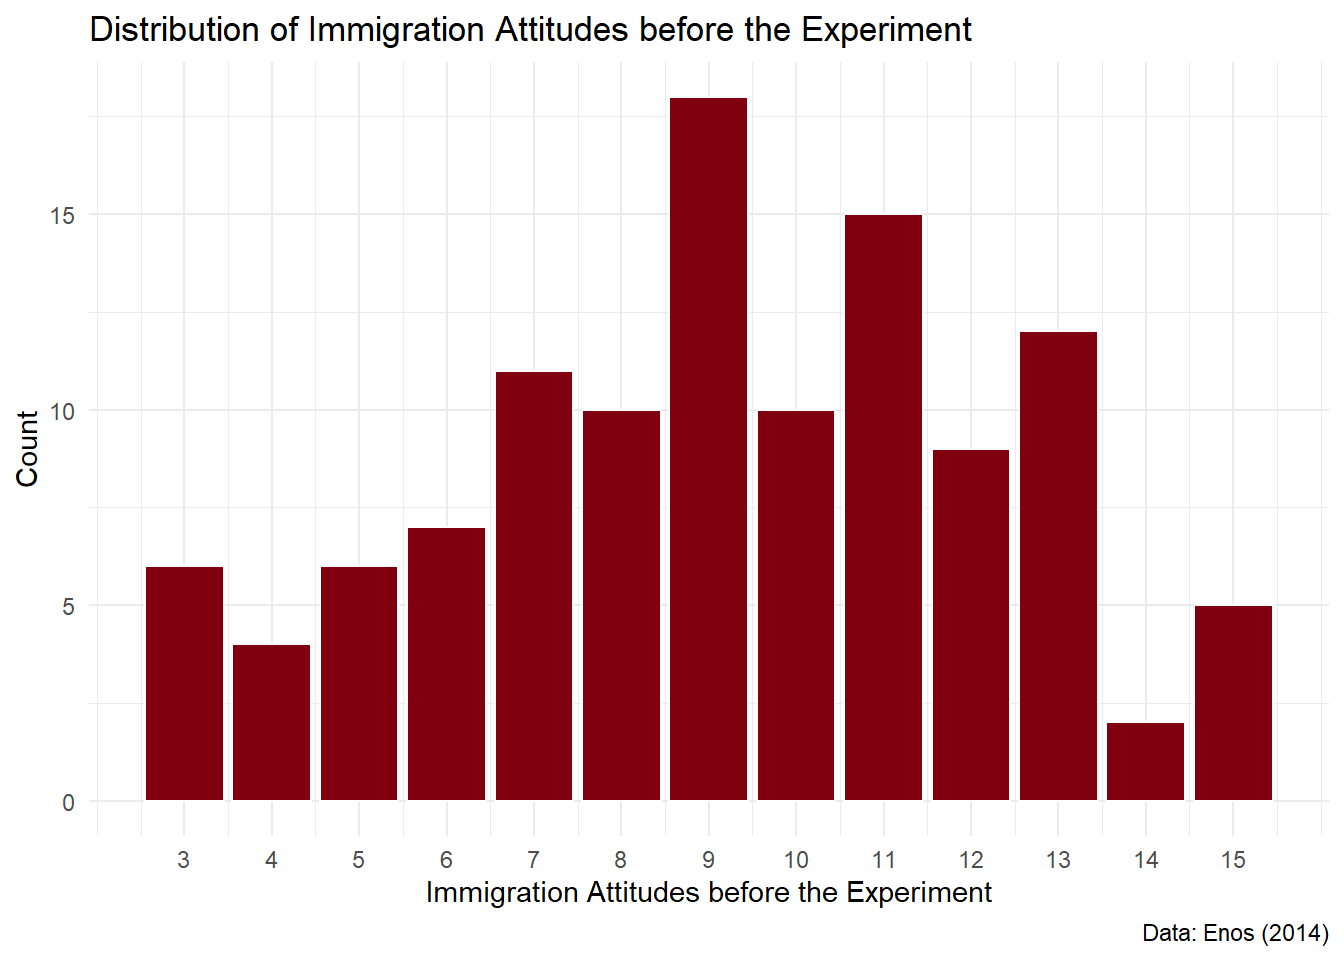 Distribution of Immigration Attitudes before the Experiment
Count
15
10
5
0
3 4 5 6 7 8 9 10 11 12 13 14 15
Immigration Attitudes before the Experiment
Data: Enos (2014)